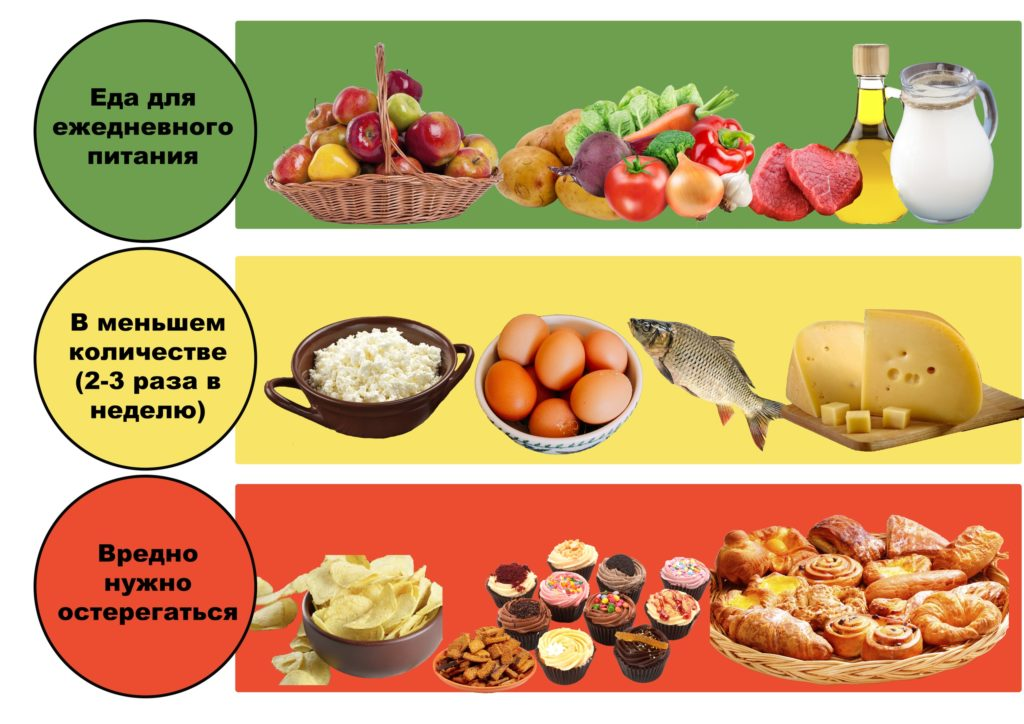 Еда для
ежедневного
питания
В меньшем
количестве
(2-3 раза в
неделю)
Вредно
нужно
остерегаться